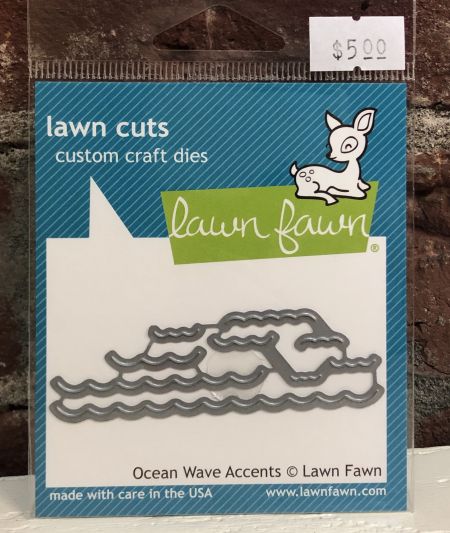 $5.00
lawn cuts
custom craft dies
lawn fawn®
Ocean Wave Accents © Lawn Fawn
made with care in the USA
www.lawnfawn.com